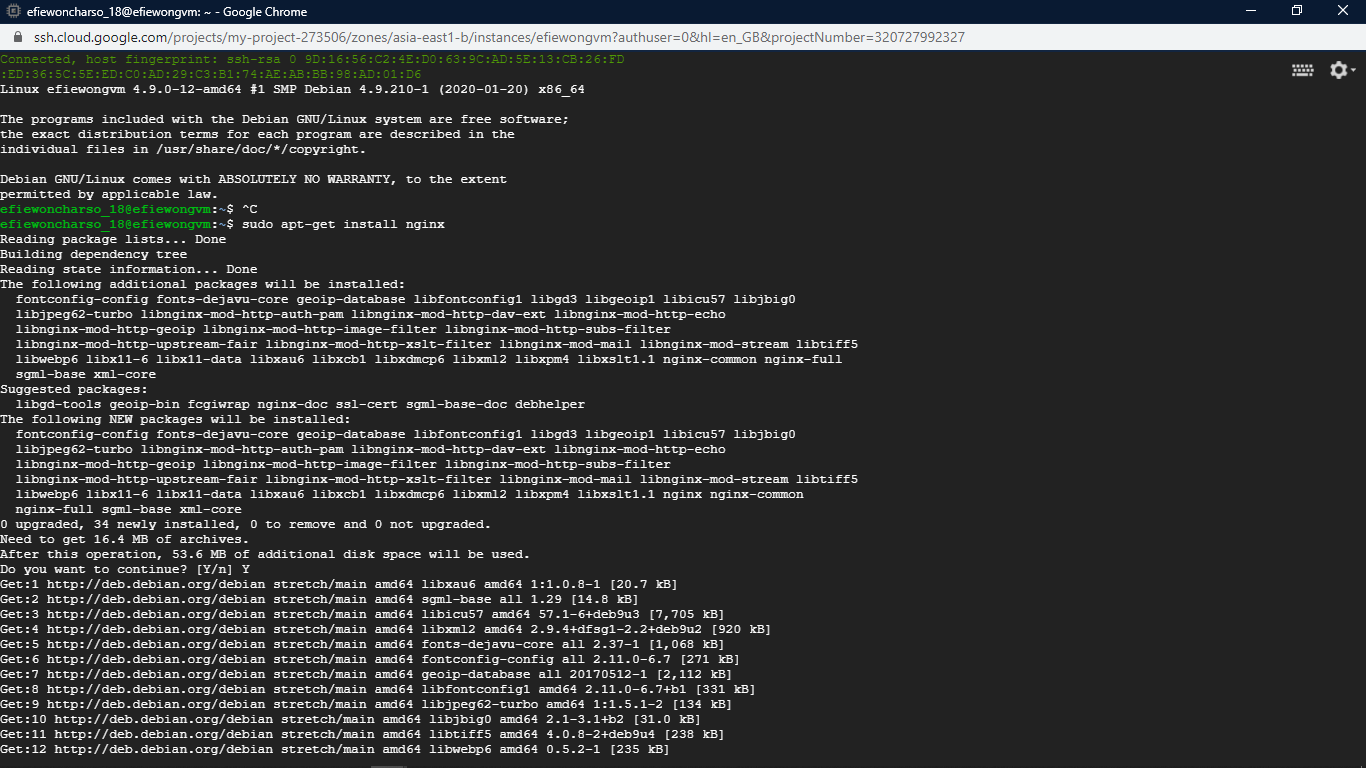 efiewoncharso_18@efiewongvm: ~ - Google Chrome
ssh.cloud.google.com/projects/my-project-273506/zones/asia-east1-b/instances/efiewongvm?authuser=0&hl=en_GB&projectNumber=320727992327
Connected, host fingerprint: ssh-rsa 0 9D:16:56:C2:4E:D0:63:9C:AD:5E:13:CB:26:FD
:ED:36:5C:5E:ED:C0:AD:29:C3:B1:74:AE:AB:BB:98:AD:01:D6
Linux efiewongvm 4.9.0-12-amd64 #1 SMP Debian 4.9.210-1 (2020-01-20) x86_64
The programs included with the Debian GNU/Linux system are free software;
the exact distribution terms for each program are described in the
individual files in /usr/share/doc/*/copyright.
Debian GNU/Linux comes with ABSOLUTELY NO WARRANTY, to the extent
permitted by applicable law.
efiewoncharso_18@efiewongvm:~$ ^C
efiewoncharso_18@efiewongvm:~$ sudo apt-get install nginx
Reading package lists... Done
Building dependency tree
Reading state information... Done
The following additional packages will be installed:
fontconfig-config fonts-dejavu-core geoip-database libfontconfig1 libgd3 libgeoip1 libicu57 libjbig0
libjpeg62-turbo libnginx-mod-http-auth-pam libnginx-mod-http-dav-ext libnginx-mod-http-echo
libnginx-mod-http-geoip libnginx-mod-http-image-filter libnginx-mod-http-subs-filter
libnginx-mod-http-upstream-fair libnginx-mod-http-xslt-filter libnginx-mod-mail libnginx-mod-stream libtiff5
libwebp6 libx11-6 libx11-data libxau6 libxcb1 libxdmcp6 libxml2 libxpm4 libxslt1.1 nginx-common nginx-full
sgml-base xml-core
Suggested packages:
libgd-tools geoip-bin fcgiwrap nginx-doc ssl-cert sgml-base-doc debhelper
The following NEW packages will be installed:
fontconfig-config fonts-dejavu-core geoip-database libfontconfig1 libgd3 libgeoip1 libicu57 libjbig0
libjpeg62-turbo libnginx-mod-http-auth-pam libnginx-mod-http-dav-ext libnginx-mod-http-echo
libnginx-mod-http-geoip libnginx-mod-http-image-filter libnginx-mod-http-subs-filter
libnginx-mod-http-upstream-fair libnginx-mod-http-xslt-filter libnginx-mod-mail libnginx-mod-stream libtiff5
libwebp6 libx11-6 libx11-data libxau6 libxcb1 libxdmcp6 libxml2 libxpm4 libxslt1.1 nginx nginx-common
nginx-full sgml-base xml-core
0 upgraded, 34 newly installed, 0 to remove and 0 not upgraded.
Need to get 16.4 MB of archives.
After this operation, 53.6 MB of additional disk space will be used.
Do you want to continue? [Y/n] Y
Get:1 http://deb.debian.org/debian stretch/main amd64 libxau6 amd64 1:1.0.8-1 [20.7 kB]
Get:2 http://deb.debian.org/debian stretch/main amd64 sgml-base all 1.29 [14.8 kB]
Get:3 http://deb.debian.org/debian stretch/main amd64 libicu57 amd64 57.1-6+deb9u3 [7,705 kB]
Get:4 http://deb.debian.org/debian stretch/main amd64 libxml2 amd64 2.9.4+dfsg1-2.2+deb9u2 [920 kB]
Get:5 http://deb.debian.org/debian stretch/main amd64 fonts-dejavu-core all 2.37-1 [1,068 kB]
Get:6 http://deb.debian.org/debian stretch/main amd64 fontconfig-config all 2.11.0-6.7 [271 kB]
Get:7 http://deb.debian.org/debian stretch/main amd64 geoip-database all 20170512-1 [2,112 kB]
Get:8 http://deb.debian.org/debian stretch/main amd64 libfontconfig1 amd64 2.11.0-6.7+b1 [331 kB]
Get:9 http://deb.debian.org/debian stretch/main amd64 libjpeg62-turbo amd64 1:1.5.1-2 [134 kB]
Get:10 http://deb.debian.org/debian stretch/main amd64 libjbig0 amd64 2.1-3.1+b2 [31.0 kB]
Get:11 http://deb.debian.org/debian stretch/main amd64 libtiff5 amd64 4.0.8-2+deb9u4 [238 kB]
Get:12 http://deb.debian.org/debian stretch/main amd64 libwebp6 amd64 0.5.2-1 [235 kB]